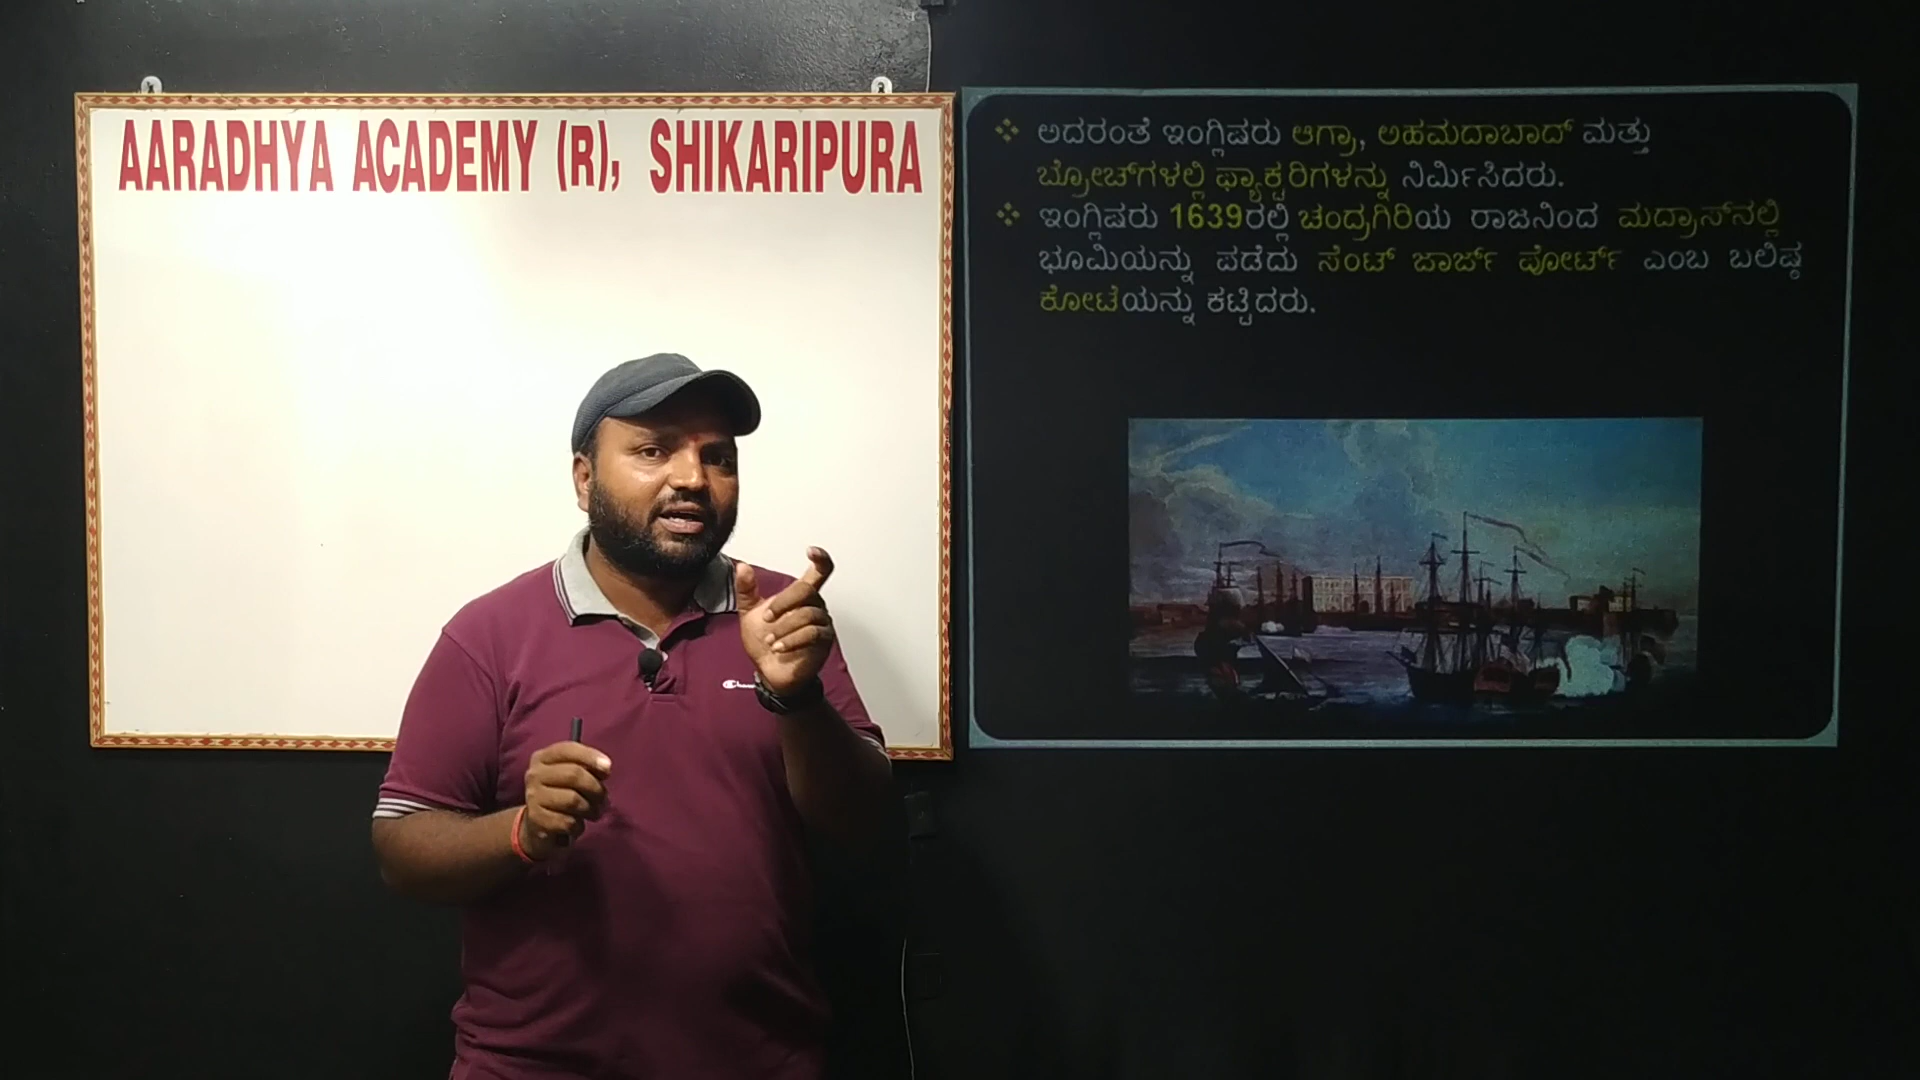 AARADHYA ACADEMY (R), SHIKARIPURA
❖ ಅದರಂತೆ ಇಂಗ್ಲಿಷರು ಆಗ್ರಾ, ಅಹಮದಾಬಾದ್ ಮತ್ತು
ಬ್ರೋಚ್‌ಗಳಲ್ಲಿ ಫ್ಯಾಕ್ಟರಿಗಳನ್ನು ನಿರ್ಮಿಸಿದರು.
❖ ಇಂಗ್ಲಿಷರು 1639ರಲ್ಲಿ ಚಂದ್ರಗಿರಿಯ ರಾಜನಿಂದ ಮದ್ರಾಸ್‌ನಲ್ಲಿ
ಭೂಮಿಯನ್ನು ಪಡೆದು ಸೆಂಟ್ ಜಾರ್ಜ್ ಪೋರ್ಟ್ ಎಂಬ ಬಲಿಷ್ಠ
ಕೋಟೆಯನ್ನು ಕಟ್ಟಿದರು.